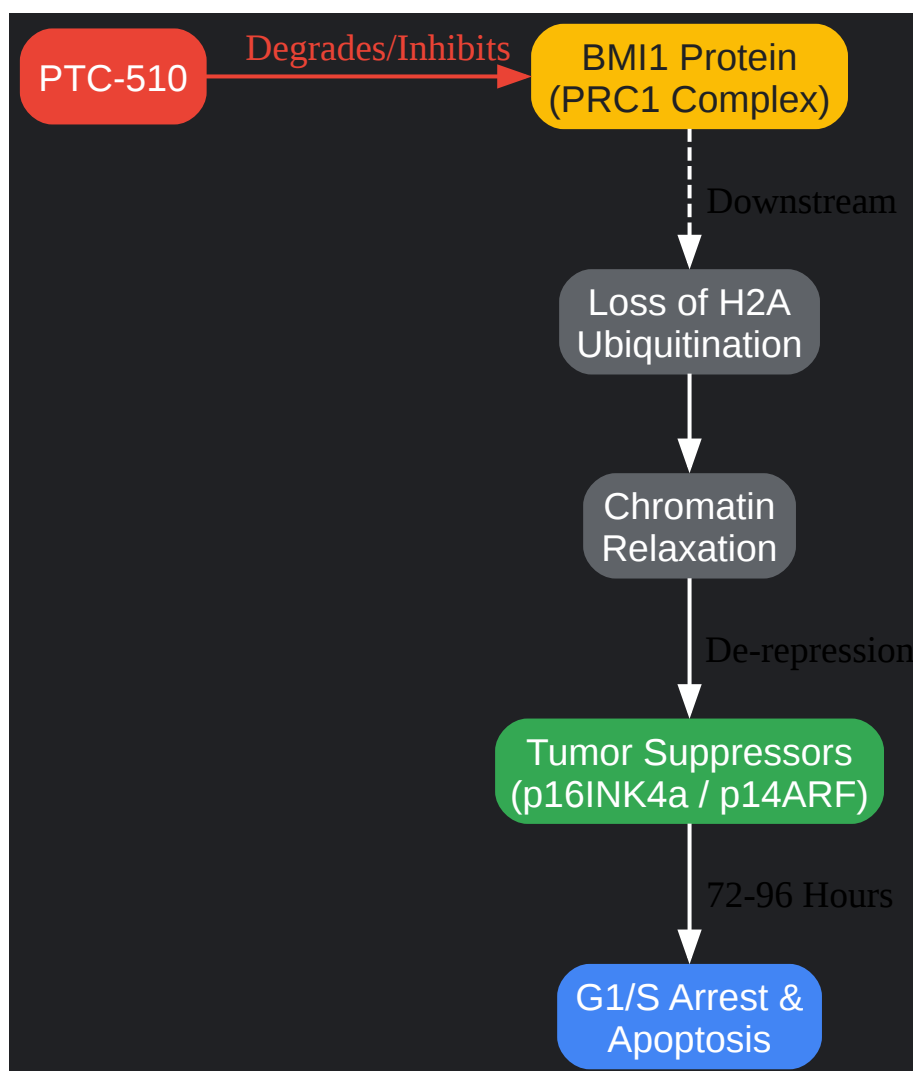 PTC-510
Degrades/Inhibits
BMI1 Protein
(PRC1 Complex)
Downstream
Loss of H2A
Ubiquitination
Chromatin
Relaxation
De-repression
Tumor Suppressors
(p16INK4a / p14ARF)
72-96 Hours
G1/S Arrest &
Apoptosis